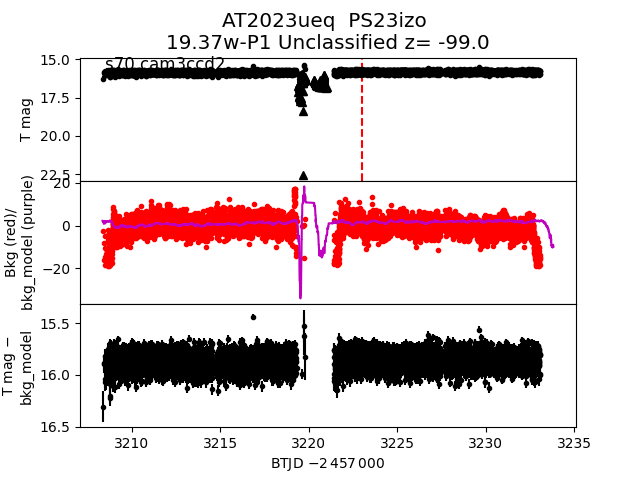 AT2023ueq  PS23izo
19.37w-P1 Unclassified z= -99.0
s70 cam3ccd2
15.0
17.5
20.0
22.5
T mag
20
0
−20
Bkg (red)/
bkg_model (purple)
15.5
16.0
16.5
T mag −
bkg_model
3210 3215 3220 3225 3230 3235
BTJD −2 457 000